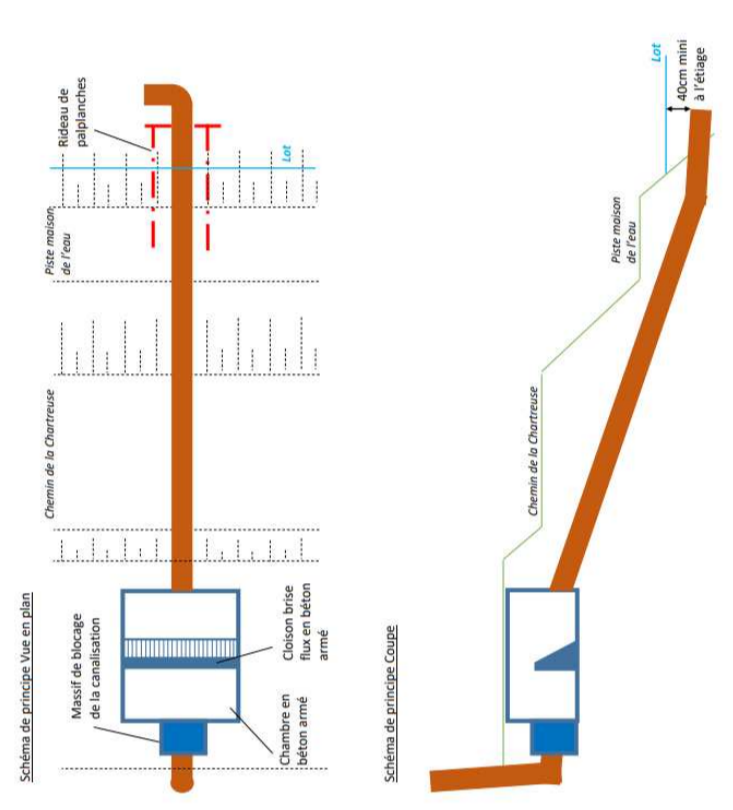 Schéma de principe Vue en plan
Massif de blocage
de la canalisation
Chambre en
béton armé
Cloison brise
flux en béton
armé
Chemin de la Chartreuse
Piste maison
de l'eau
Rideau de
palplanches
Lot
Schéma de principe Coupe
Chemin de la Chartreuse
Piste maison
de l'eau
Lot
40cm mini
à l'étiage